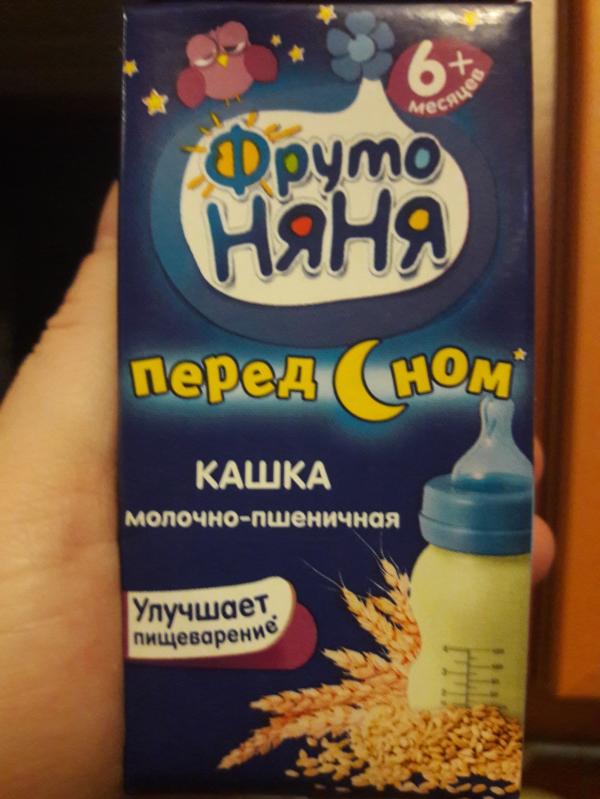 6+
месяцев
Фруто
Няня
перед сном*
КАШКА
молочно-пшеничная
Улучшает
пищеварение*